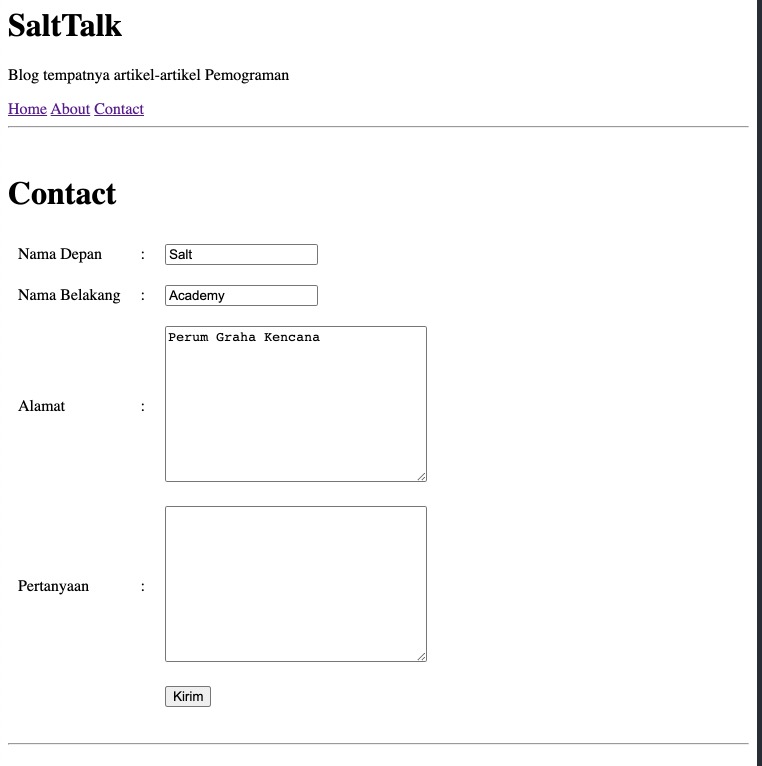 SaltTalk
Blog tempatnya artikel-artikel Pemograman
Home About Contact
Contact
Nama Depan : Salt
Nama Belakang : Academy
Alamat : Perum Graha Kencana
Pertanyaan :
Kirim